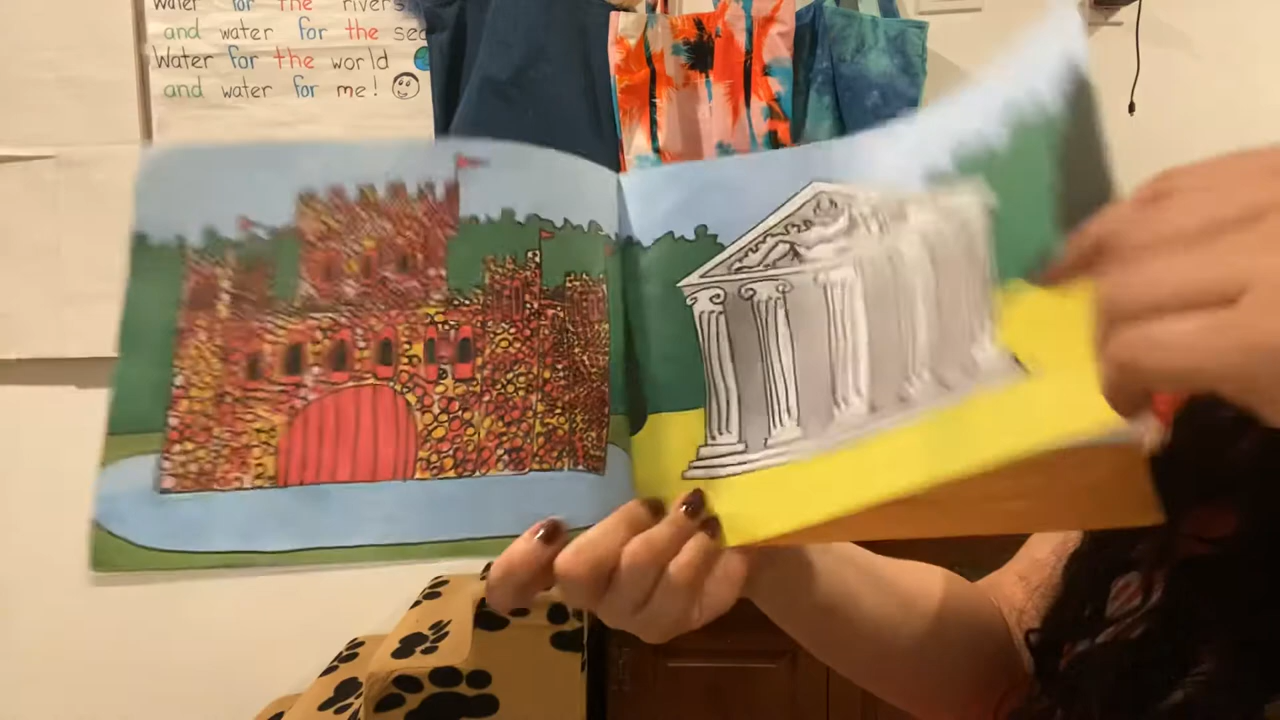 water for the rivers
and water for the sea
Water for the world
and water for me!